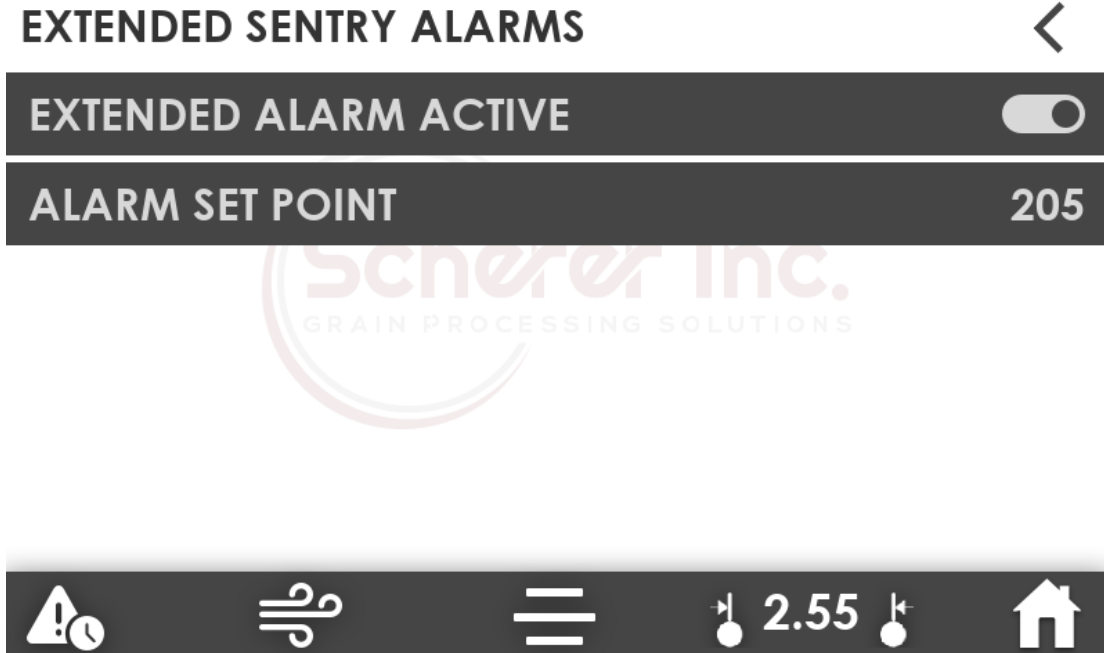 EXTENDED SENTRY ALARMS
EXTENDED ALARM ACTIVE
ALARM SET POINT 205
Scherer Inc.
GRAIN PROCESSING SOLUTIONS
2.55